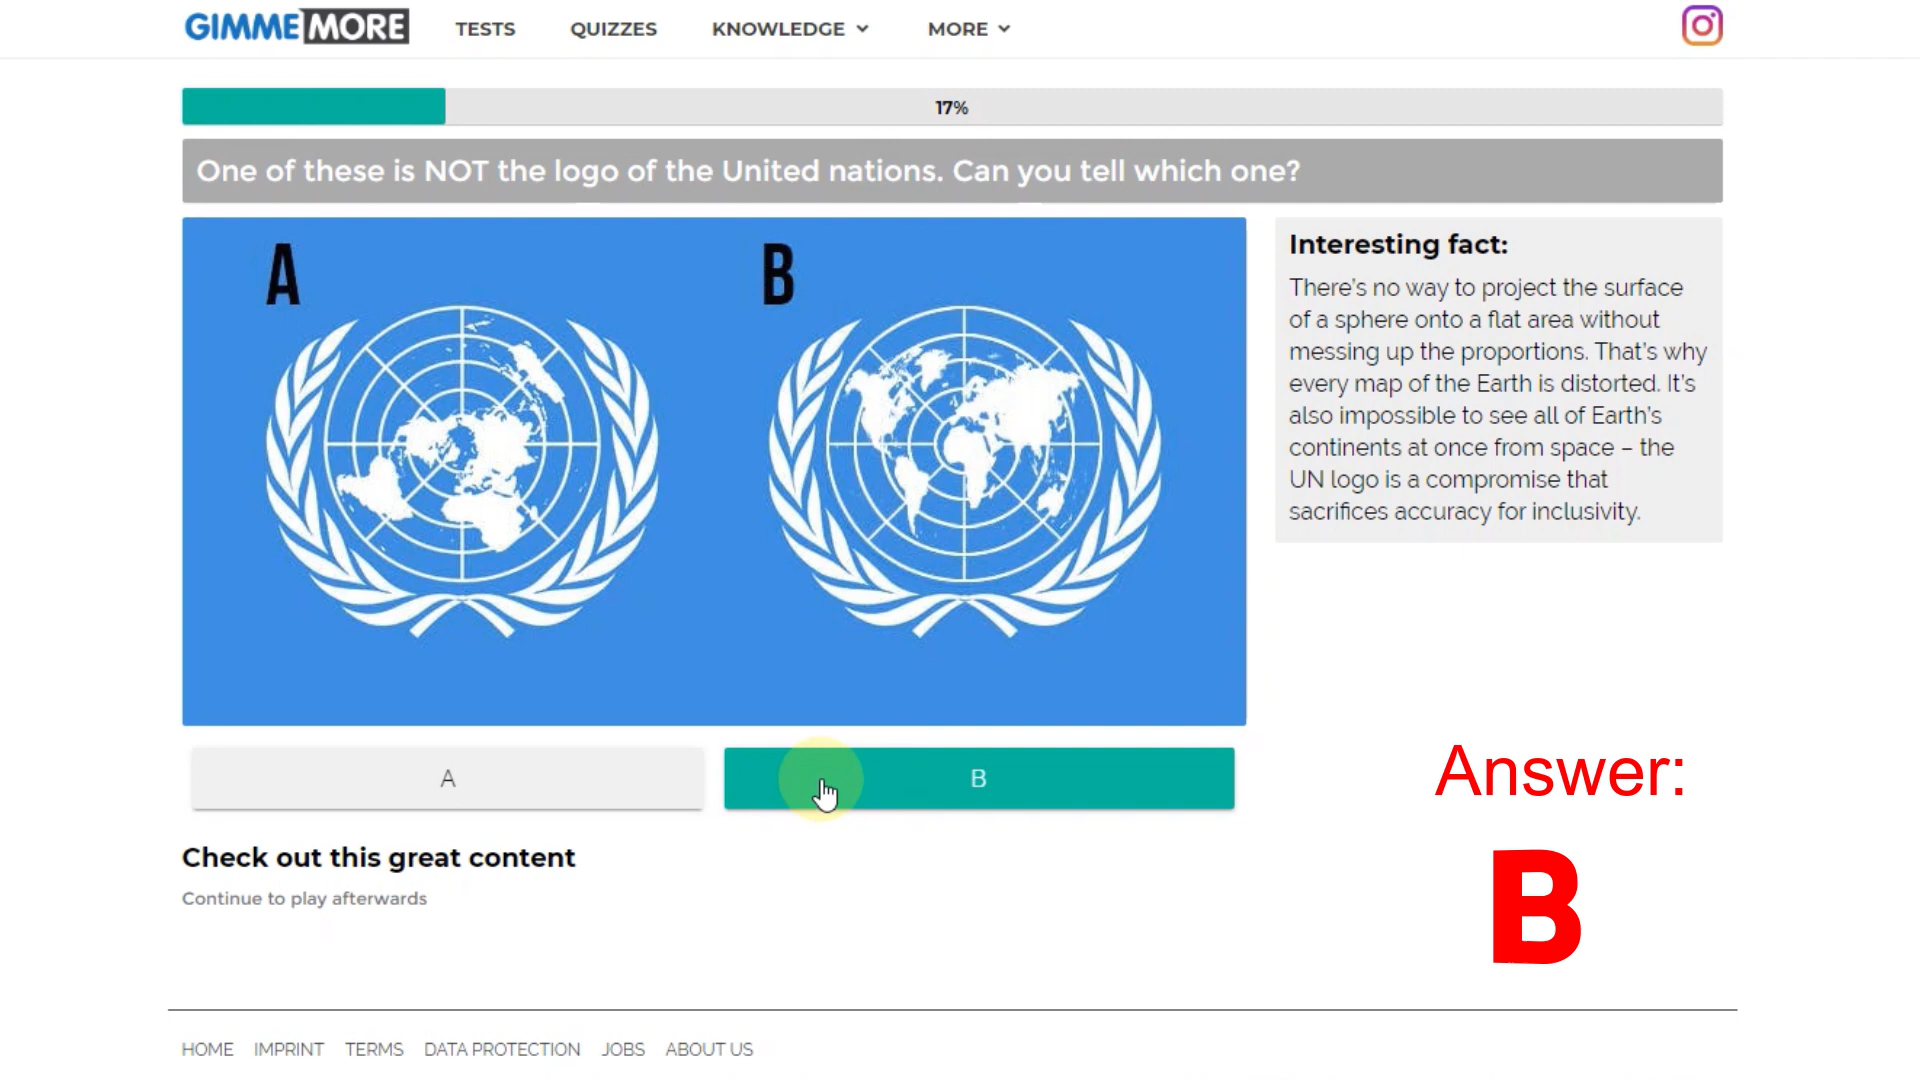 GIMMEMORE TESTS QUIZZES KNOWLEDGE MORE
17%
One of these is NOT the logo of the United nations. Can you tell which one?
A
B
Interesting fact:
There's no way to project the surface
of a sphere onto a flat area without
messing up the proportions. That's why
every map of the Earth is distorted. It's
also impossible to see all of Earth's
continents at once from space – the
UN logo is a compromise that
sacrifices accuracy for inclusivity.
A
B
Answer:
B
Check out this great content
Continue to play afterwards
HOME IMPRINT TERMS DATA PROTECTION JOBS ABOUT US